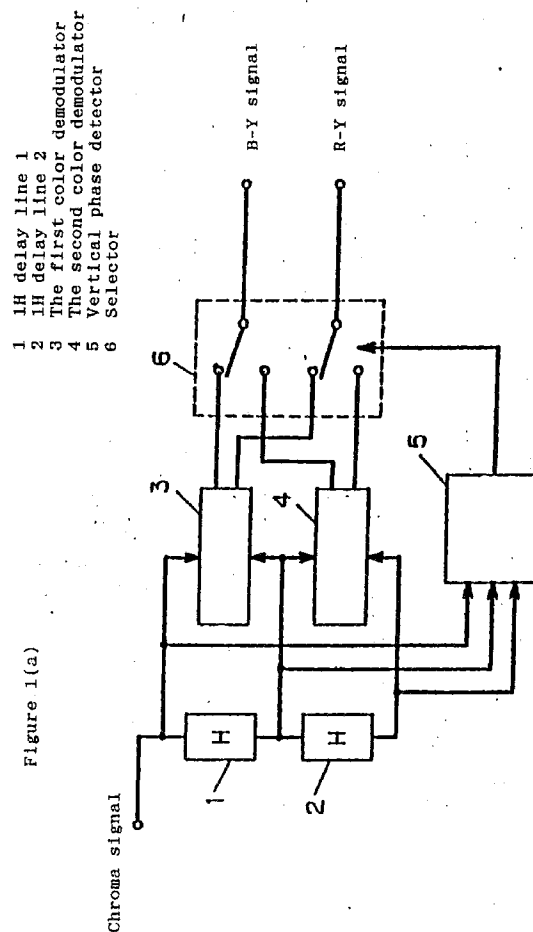 Figure 1(a)
1 1H delay line 1
2 1H delay line 2
3 The first color demodulator
4 The second color demodulator
5 Vertical phase detector
6 Selector
Chroma signal
H
1
H
2
3
4
5
6
B-Y signal
R-Y signal